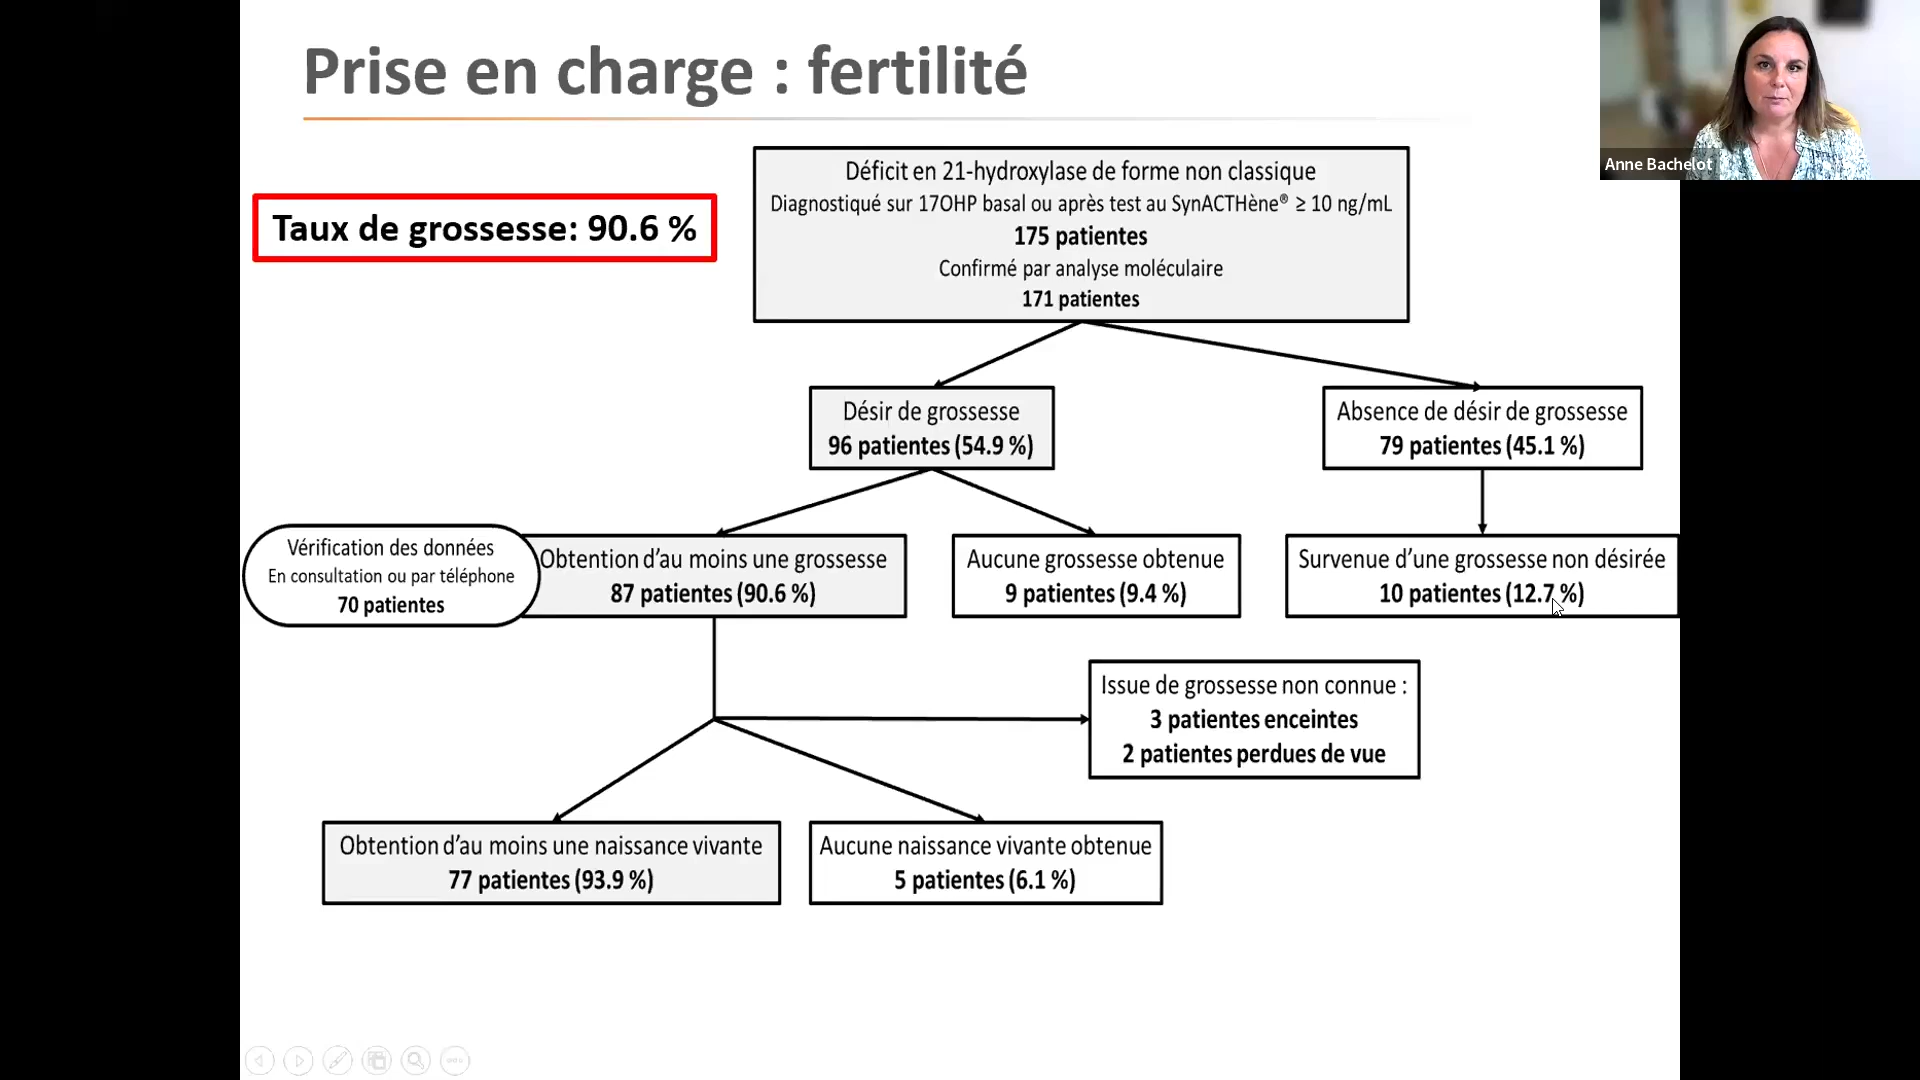 Prise en charge : fertilité
Anne Bachelot
Taux de grossesse: 90.6 %
Déficit en 21-hydroxylase de forme non classique
Diagnostiqué sur 17OHP basal ou après test au SynACTHène® ≥ 10 ng/mL
175 patientes
Confirmé par analyse moléculaire
171 patientes
Désir de grossesse
96 patientes (54.9 %)
Absence de désir de grossesse
79 patientes (45.1 %)
Vérification des données
En consultation ou par téléphone
70 patientes
Obtention d’au moins une grossesse
87 patientes (90.6 %)
Aucune grossesse obtenue
9 patientes (9.4 %)
Survenue d’une grossesse non désirée
10 patientes (12.7 %)
Issue de grossesse non connue :
3 patientes enceintes
2 patientes perdues de vue
Obtention d’au moins une naissance vivante
77 patientes (93.9 %)
Aucune naissance vivante obtenue
5 patientes (6.1 %)